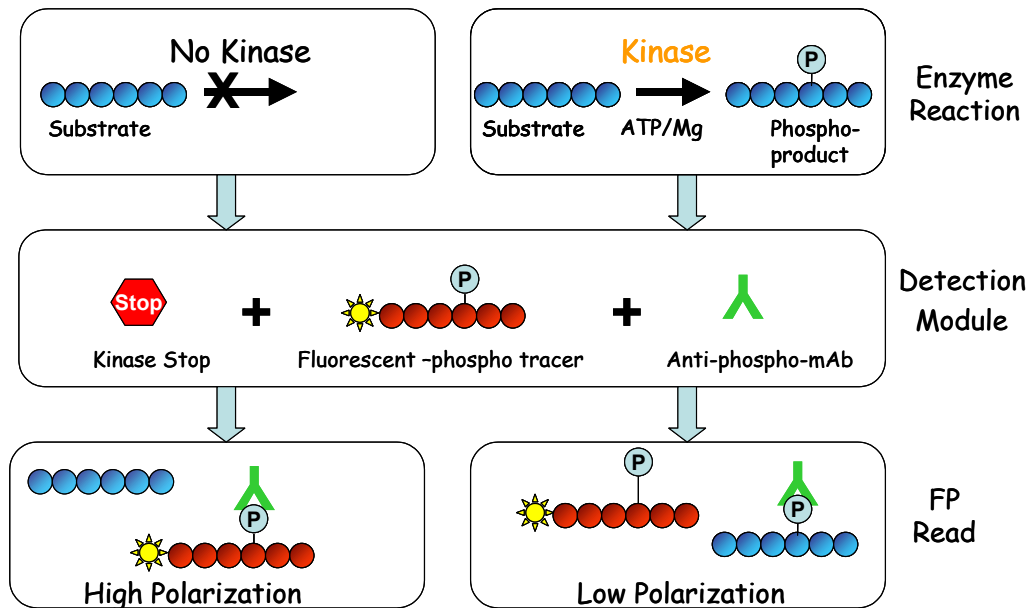 No Kinase
Substrate
Kinase
P
Substrate
ATP/Mg
Phospho-
product
Enzyme
Reaction
Stop
+
P
+
Kinase Stop
Fluorescent –phospho tracer
Anti-phospho-mAb
Detection
Module
P
High Polarization
P
P
Low Polarization
FP
Read